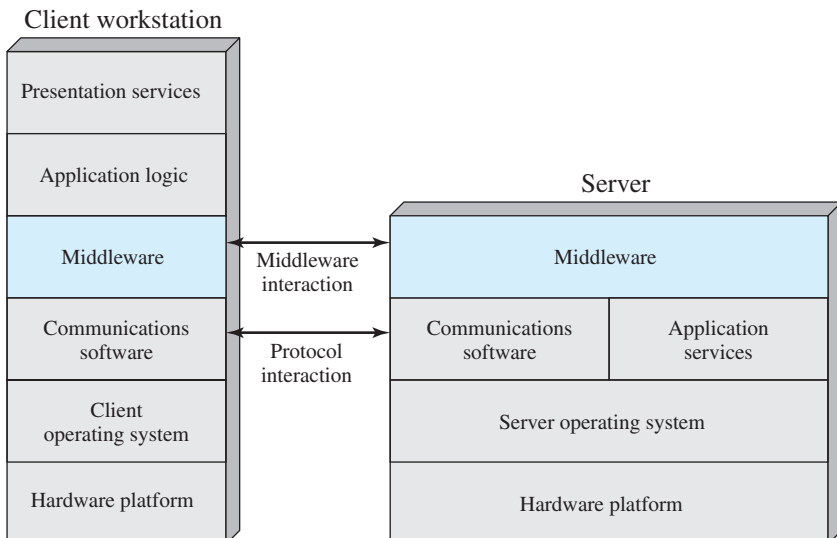 Client workstation
Presentation services
Application logic
Middleware
Communications
software
Client
operating system
Hardware platform
Middleware
interaction
Protocol
interaction
Server
Middleware
Communications
software
Application
services
Server operating system
Hardware platform